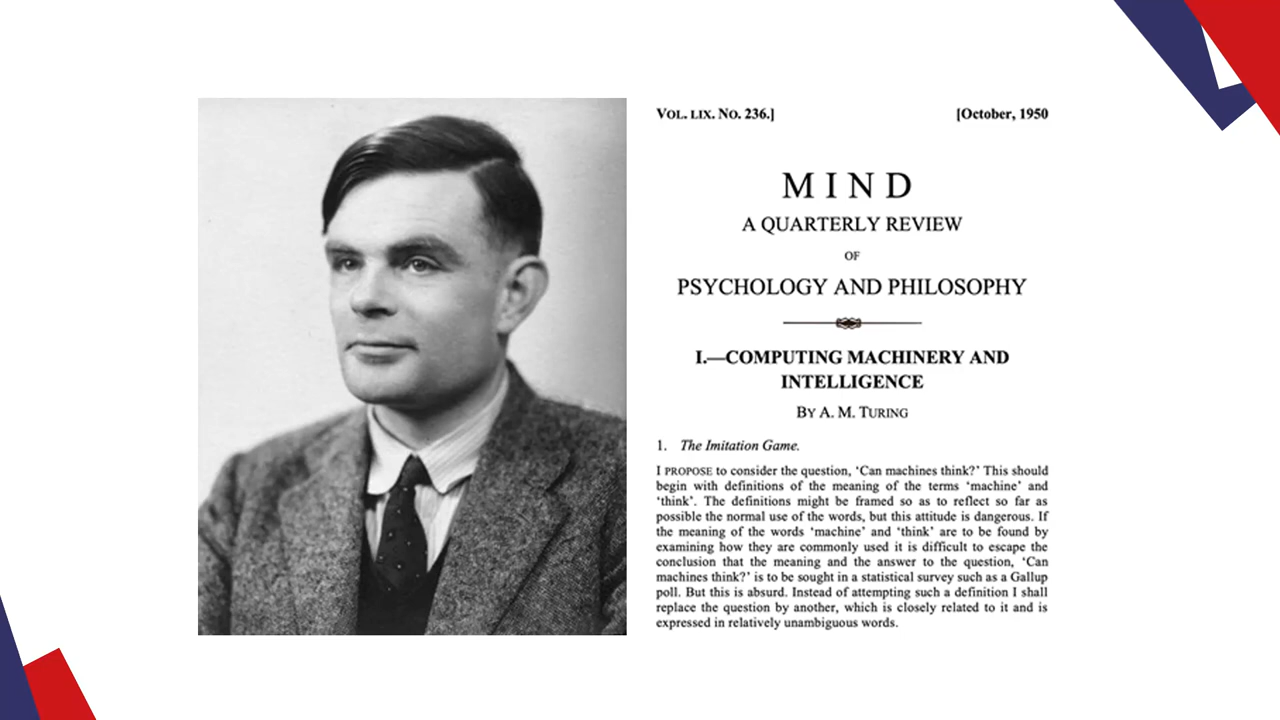 VOL. LIX. No. 236.] [October, 1950
MIND
A QUARTERLY REVIEW
OF
PSYCHOLOGY AND PHILOSOPHY
I.—COMPUTING MACHINERY AND
INTELLIGENCE
BY A. M. TURING
1. The Imitation Game.
I PROPOSE to consider the question, ‘Can machines think?’ This should
begin with definitions of the meaning of the terms ‘machine’ and
‘think’. The definitions might be framed so as to reflect so far as
possible the normal use of the words, but this attitude is dangerous. If
the meaning of the words ‘machine’ and ‘think’ are to be found by
examining how they are commonly used it is difficult to escape the
conclusion that the meaning and the answer to the question, ‘Can
machines think?’ is to be sought in a statistical survey such as a Gallup
poll. But this is absurd. Instead of attempting such a definition I shall
replace the question by another, which is closely related to it and is
expressed in relatively unambiguous words.